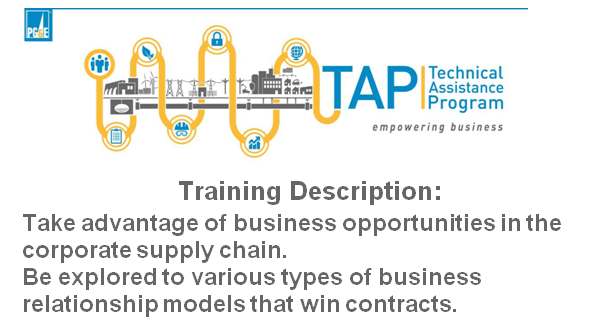 PG&E
TAP
Technical
Assistance
Program
empowering business
Training Description:
Take advantage of business opportunities in the
corporate supply chain.
Be explored to various types of business
relationship models that win contracts.